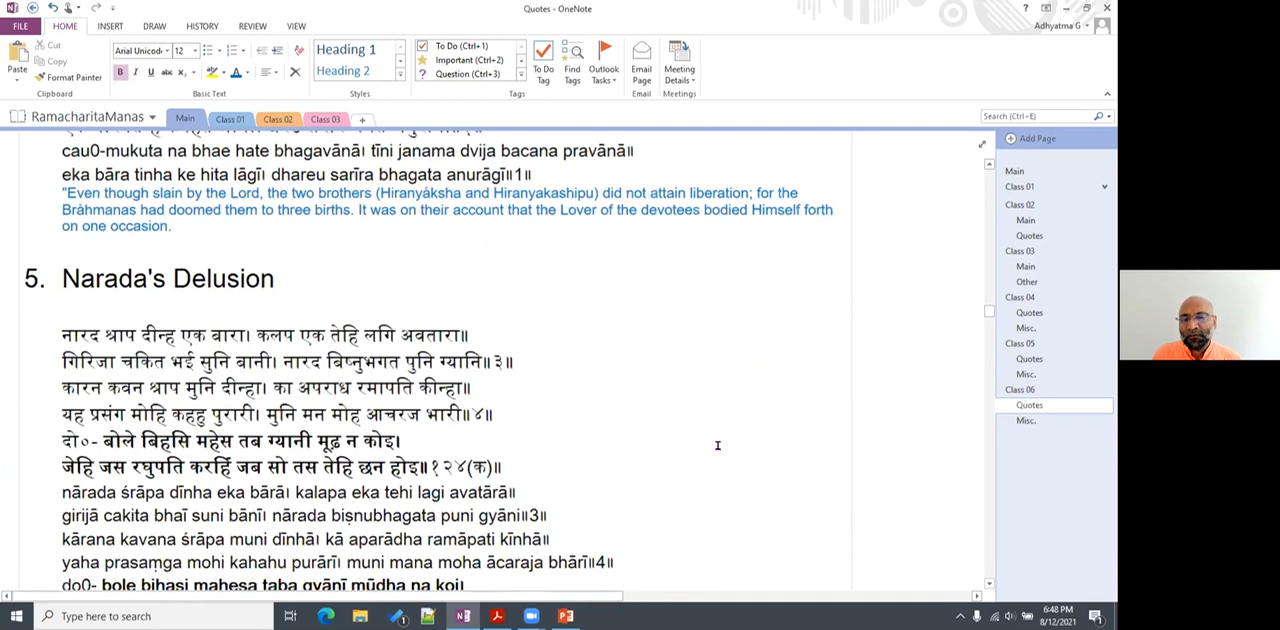 Quotes - OneNote
FILE HOME INSERT DRAW HISTORY REVIEW VIEW
Adhyatma G
Paste
Cut
Copy
Format Painter
Clipboard
Arial Unicode 12
B I U abc
Basic Text
Heading 1
Heading 2
Styles
To Do (Ctrl+1)
Important (Ctrl+2)
Question (Ctrl+3)
To Do Tag
Find Tags
Outlook Tasks
Tags
Email Page
Email
Meeting Details
Meetings
RamacharitaManas
Main Class 01 Class 02 Class 03 +
Search (Ctrl+E)
cau0-mukuta na bhae hate bhagavānā। tīni janama dvija bacana pravānā॥
eka bāra tinha ke hita lāgī। dhareu sarīra bhagata anurāgī॥1॥
"Even though slain by the Lord, the two brothers (Hiranyáksha and Hiranyakashipu) did not attain liberation; for the
Bràhmanas had doomed them to three births. It was on their account that the Lover of the devotees bodied Himself forth
on one occasion.
5. Narada's Delusion
नारद श्राप दीन्ह एक बारा। कलप एक तेहि लगि अवतारा॥
गिरिजा चकित भईं सुनि बानी। नारद बिष्नुभगत पुनि ग्यानि॥३॥
कारन कवन श्राप मुनि दीन्हा। का अपराध रमापति कीन्हा॥
यह प्रसंग मोहि कहहु पुरारी। मुनि मन मोह आचरज भारी॥४॥
दो०- बोले बिहसि महेस तब ग्यानी मूढ़ न कोइ।
जेहि जस रघुपति करहिं जब सो तस तेहि छन होइ॥१२४(क)॥
nārada śrāpa dīnha eka bārā। kalapa eka tehi lagi avatārā॥
girijā cakita bhaī suni bānī। nārada biṣnubhagata puni gyāni॥3॥
kārana kavana śrāpa muni dīnhā। kā aparādha ramāpati kīnhā॥
yaha prasaṃga mohi kahahu purārī। muni mana moha ācaraja bhārī॥4॥
do0- bole bihasi mahesa taba gyānī mūḍha na koi।
Add Page
Main
Class 01
Class 02
Main
Quotes
Class 03
Main
Other
Class 04
Quotes
Misc.
Class 05
Quotes
Misc.
Class 06
Quotes
Misc.
Type here to search
6:48 PM
8/12/2021